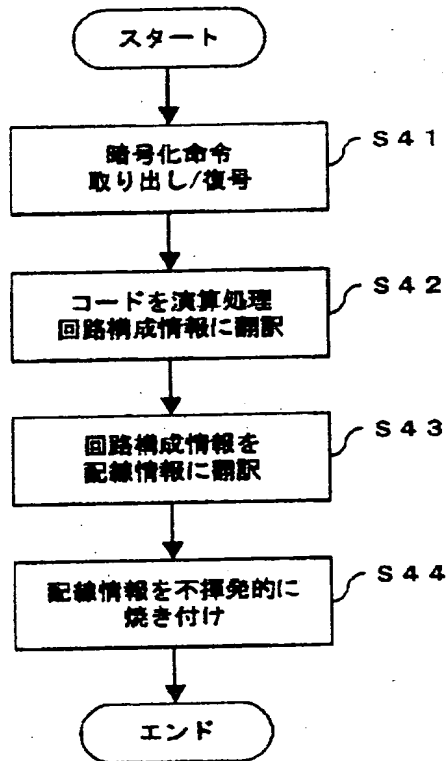 スタート
暗号化命令
取り出し/復号
S41
コードを演算処理
回路構成情報に翻訳
S42
回路構成情報を
配線情報に翻訳
S43
配線情報を不揮発的に
焼き付け
S44
エンド